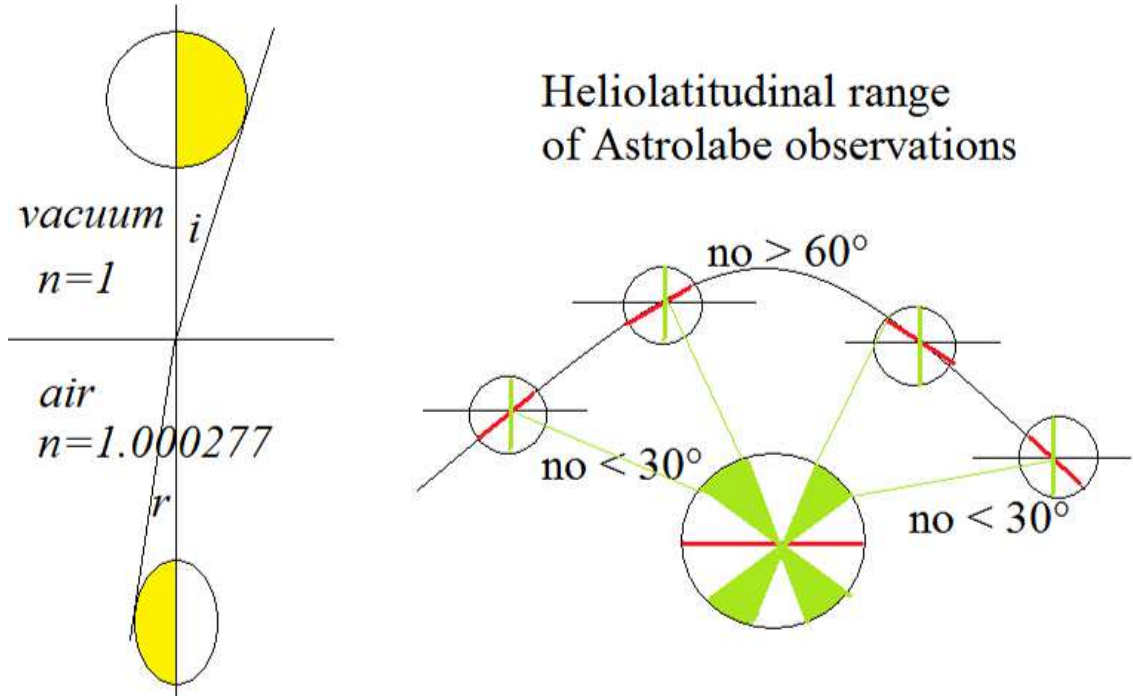 vacuum
i
n=1
air
n=1.000277
r
Heliolatitudinal range
of Astrolabe observations
no > 60°
no < 30°
no < 30°